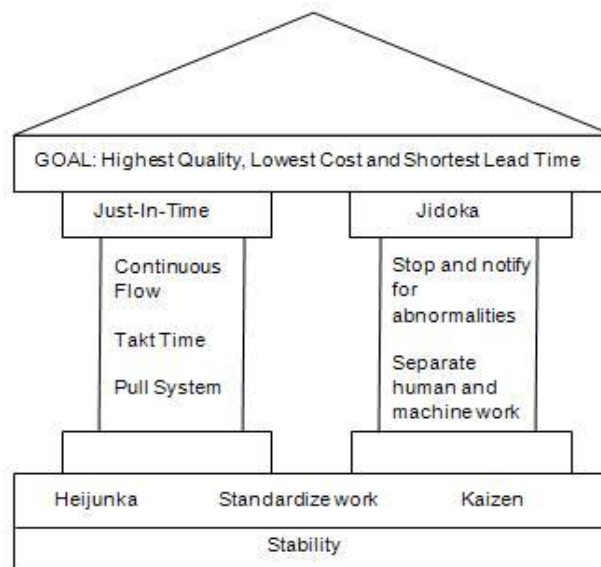 GOAL: Highest Quality, Lowest Cost and Shortest Lead Time
Just-In-Time
Jidoka
Continuous
Flow
Takt Time
Pull System
Stop and notify
for
abnormalities
Separate
human and
machine work
Heijunka
Standardize work
Kaizen
Stability